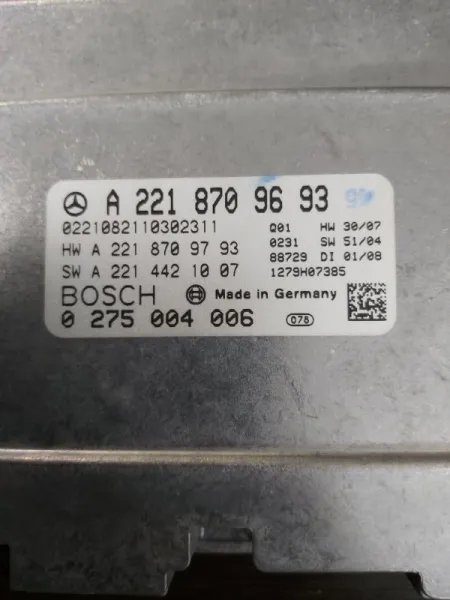 A 221 870 96 93
0221082110302311 Q01 HW 30/07
HW A 221 870 97 93 0231 SW 51/04
SW A 221 442 10 07 88729 DI 01/08
1279H07385
BOSCH Made in Germany
0 275 004 006 078